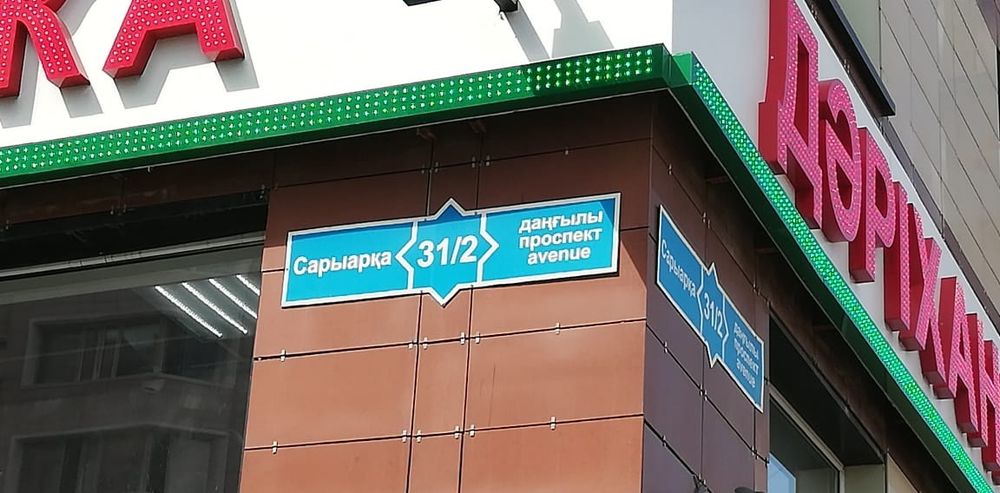 КА
Сарыарқа
31/2
даңғылы
проспект
avenue
Сарыарқа
31/2
даңғылы
проспект
avenue
Дәріхан